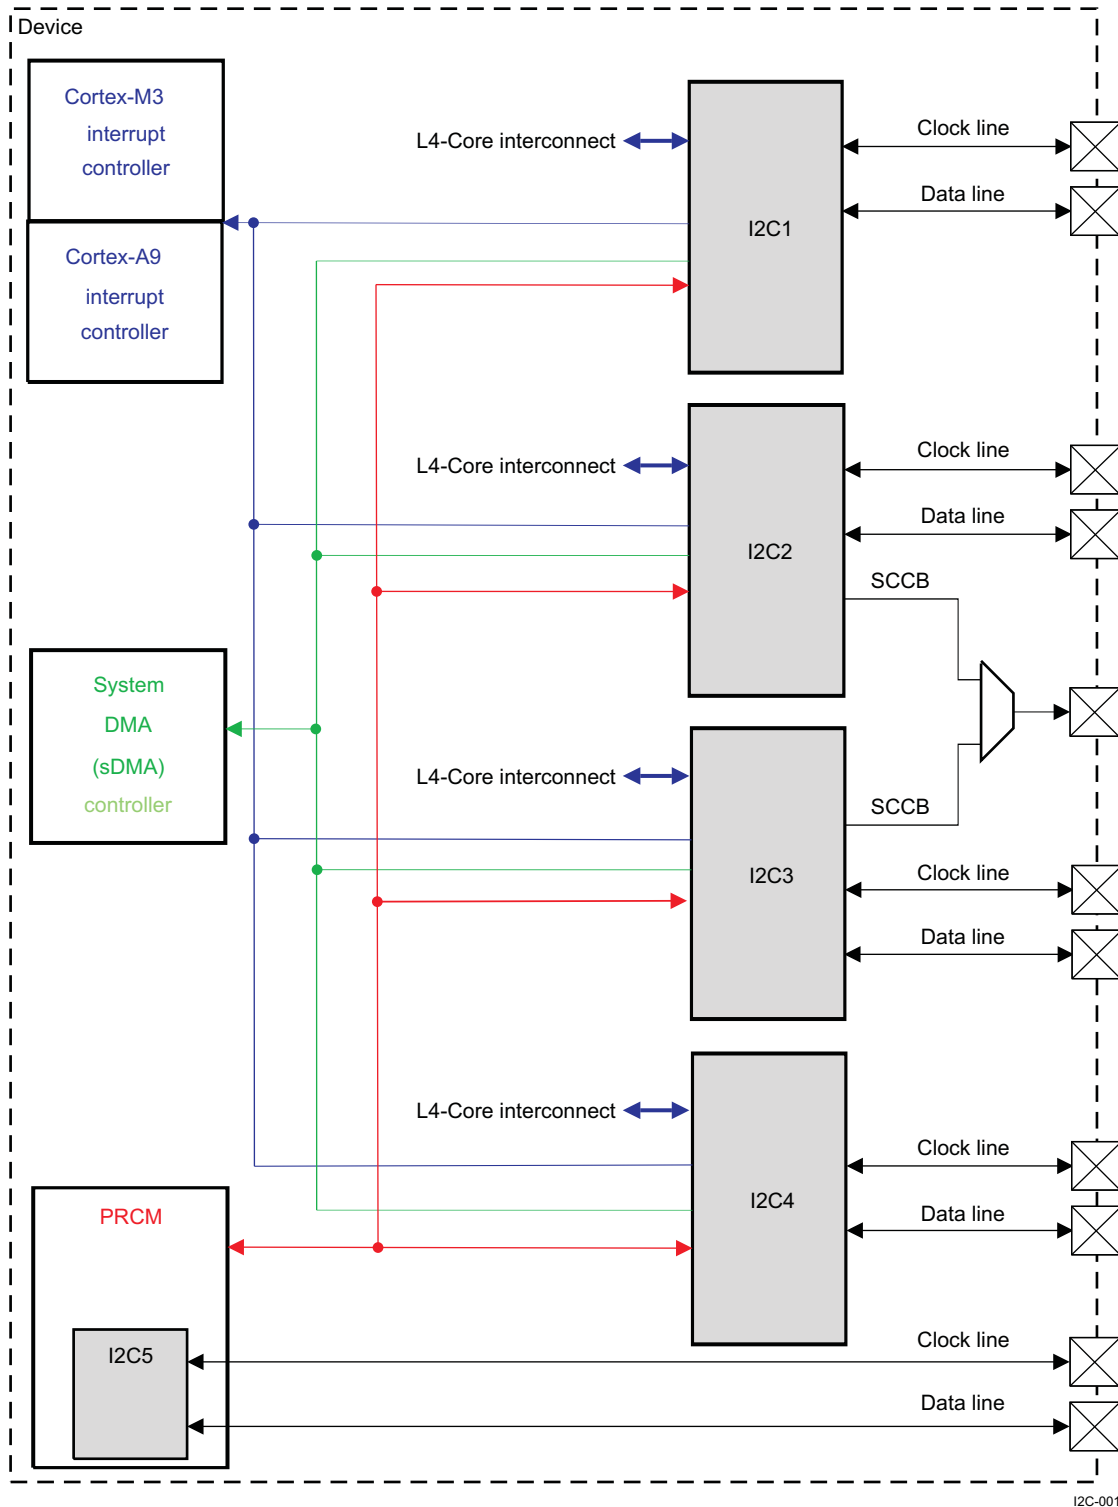 Device
Cortex-M3
interrupt
controller
Cortex-A9
interrupt
controller
L4-Core interconnect
I2C1
Clock line
Data line
L4-Core interconnect
I2C2
Clock line
Data line
SCCB
System
DMA
(sDMA)
controller
L4-Core interconnect
SCCB
I2C3
Clock line
Data line
L4-Core interconnect
I2C4
Clock line
Data line
PRCM
I2C5
Clock line
Data line
I2C-001